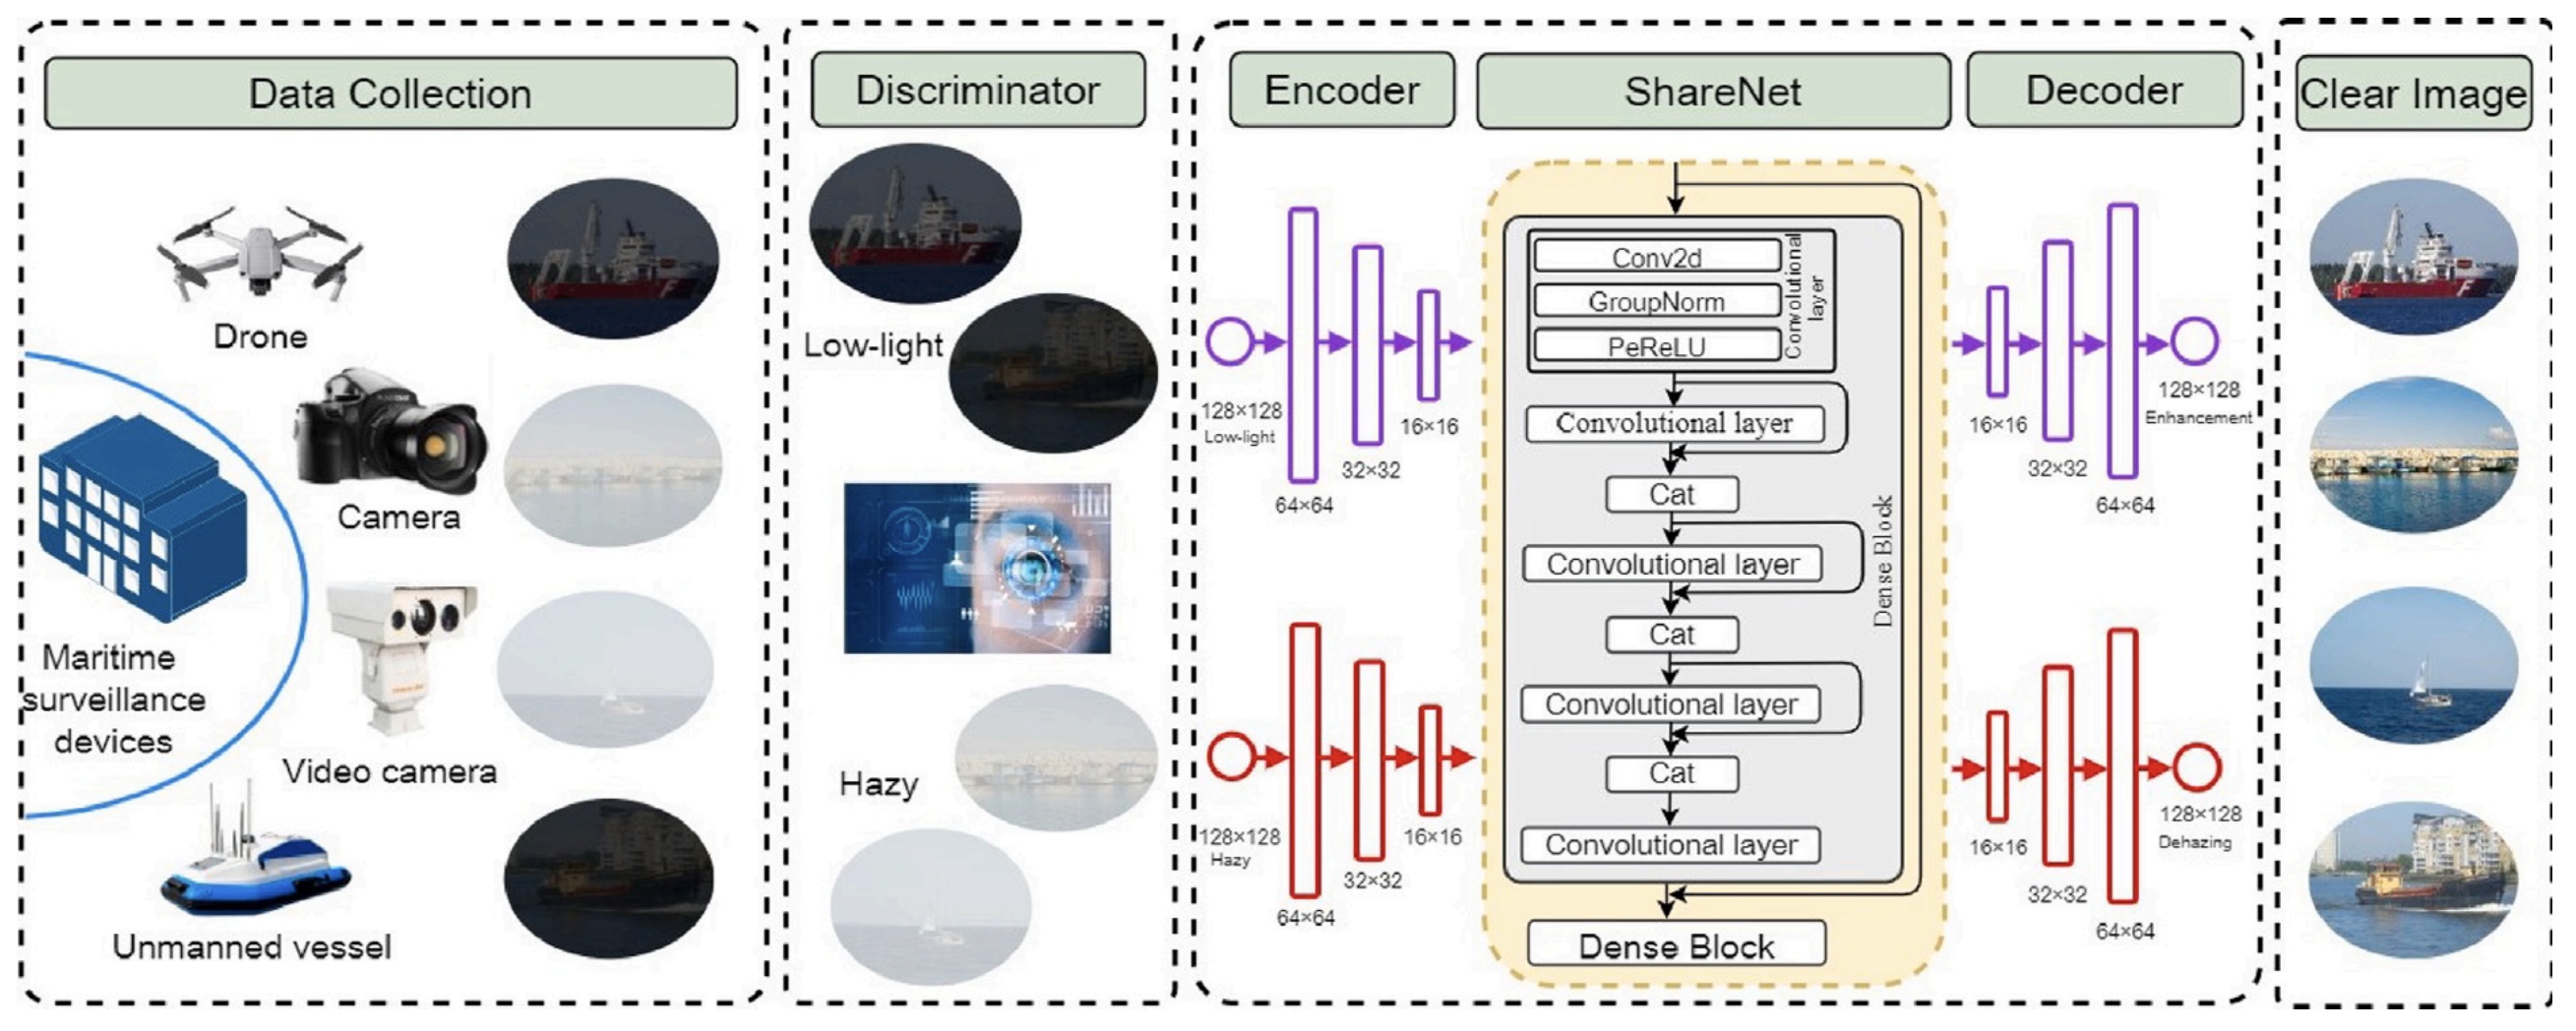 Data Collection
Drone
Camera
Maritime
surveillance
devices
Video camera
Unmanned vessel
Discriminator
Low-light
Hazy
Encoder
ShareNet
Decoder
128×128
Low-light
64×64
32×32
16×16
128×128
Hazy
64×64
32×32
16×16
Conv2d
GroupNorm
PeReLU
Convolutional
layer
Convolutional layer
Cat
Convolutional layer
Cat
Convolutional layer
Cat
Convolutional layer
Dense Block
Dense Block
16×16
32×32
64×64
128×128
Enhancement
16×16
32×32
64×64
128×128
Dehazing
Clear Image
F
F
F